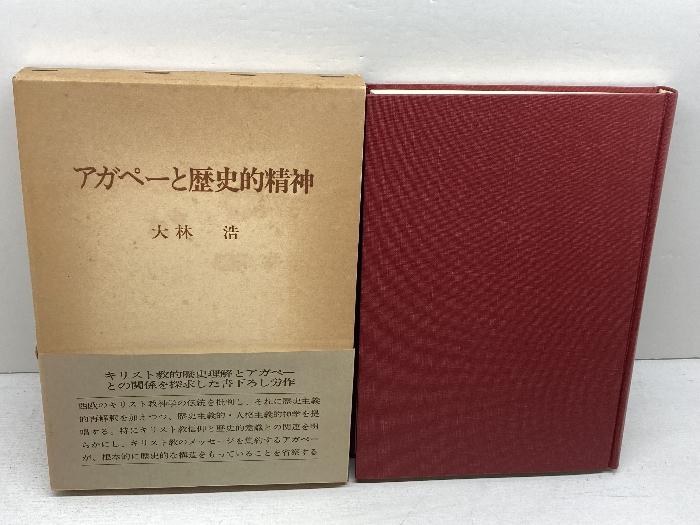 アガペーと歴史的精神
大林 浩
キリスト教的歴史理解とアガペー
との関係を探求した書下ろし労作
西欧のキリスト教神学の伝統を批判し、それに歴史主義
的再解釈を加えつつ、歴史主義的・人格主義的神学を提
唱する。特にキリスト教信仰と歴史的意識との関連を明
らかにし、キリスト教のメッセージを集約するアガペー
が、根本的に歴史的な構造をもっていることを省察する